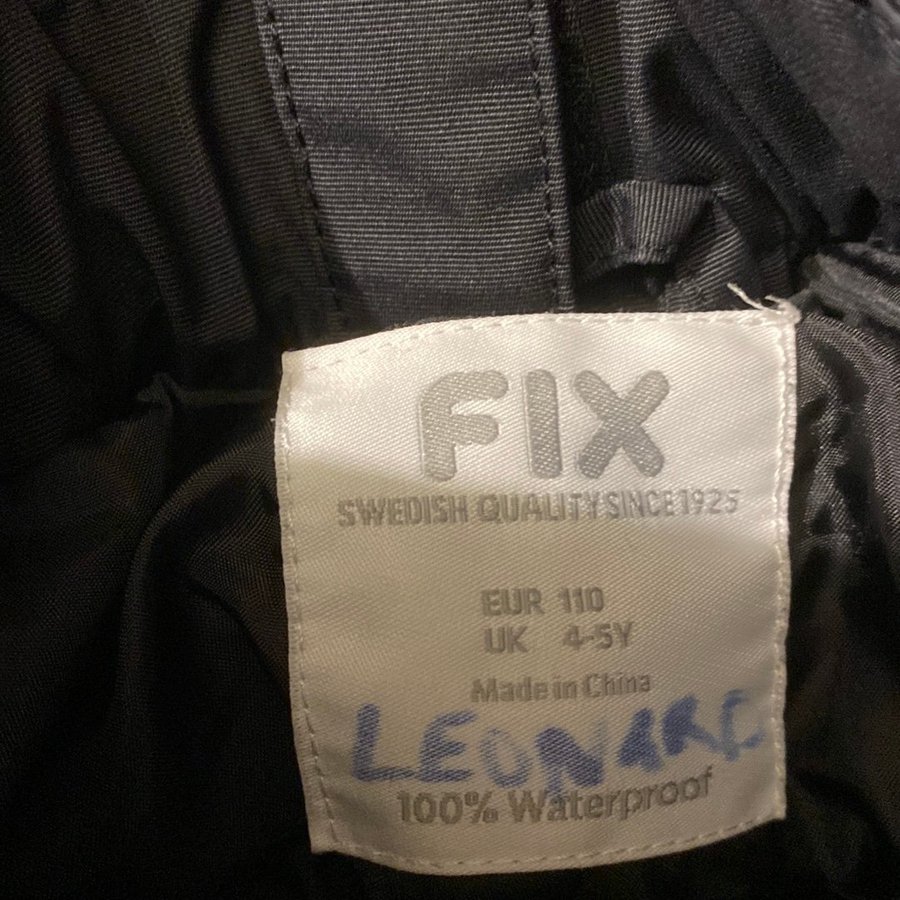 FIX
SWEDISH QUALITY SINCE 1925
EUR 110
UK 4-5Y
Made in China
LEONARD
100% Waterproof